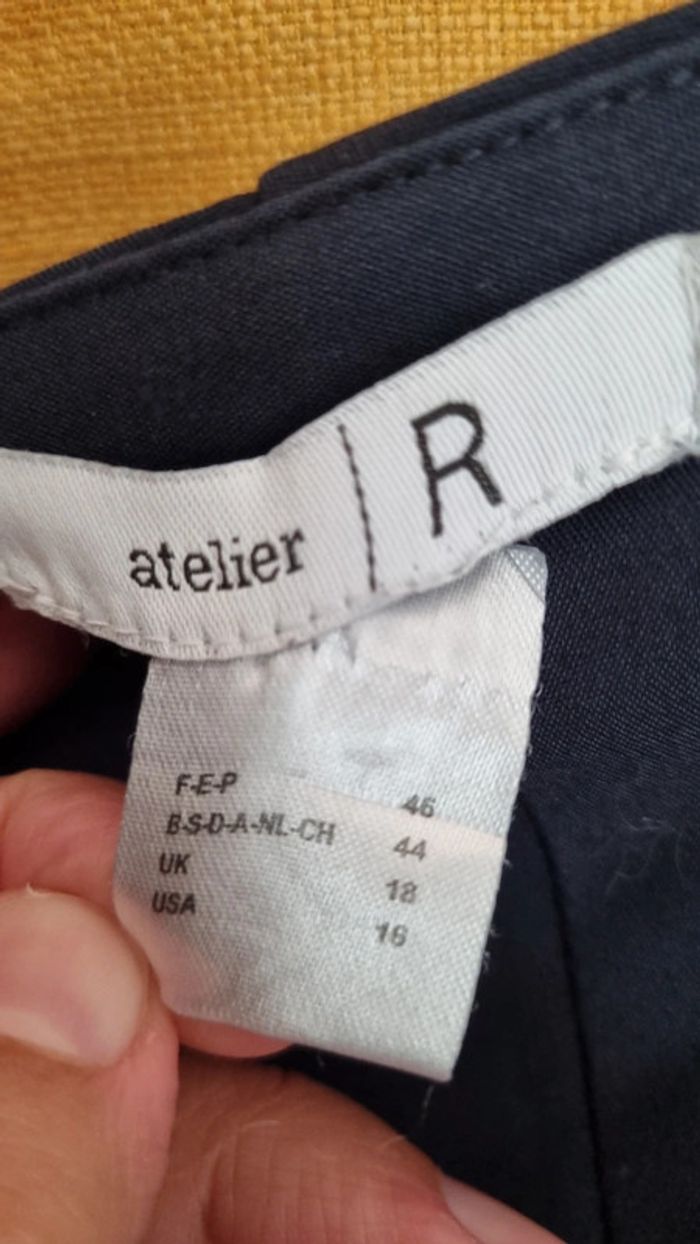 atelier | R
F-E-P 46
B-S-D-A-NL-CH 44
UK 18
USA 16